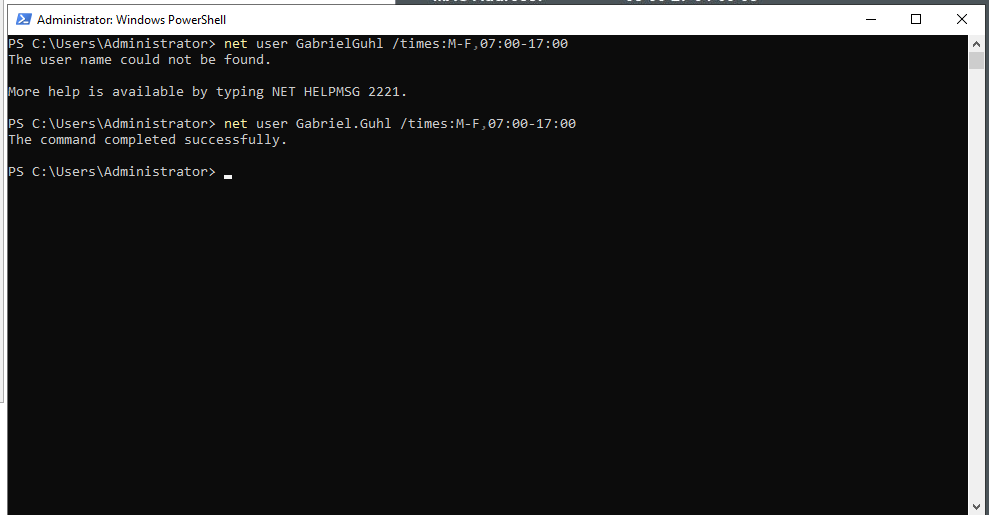 Administrator: Windows PowerShell
PS C:\Users\Administrator> net user GabrielGuhl /times:M-F,07:00-17:00
The user name could not be found.
More help is available by typing NET HELPMSG 2221.
PS C:\Users\Administrator> net user Gabriel.Guhl /times:M-F,07:00-17:00
The command completed successfully.
PS C:\Users\Administrator>